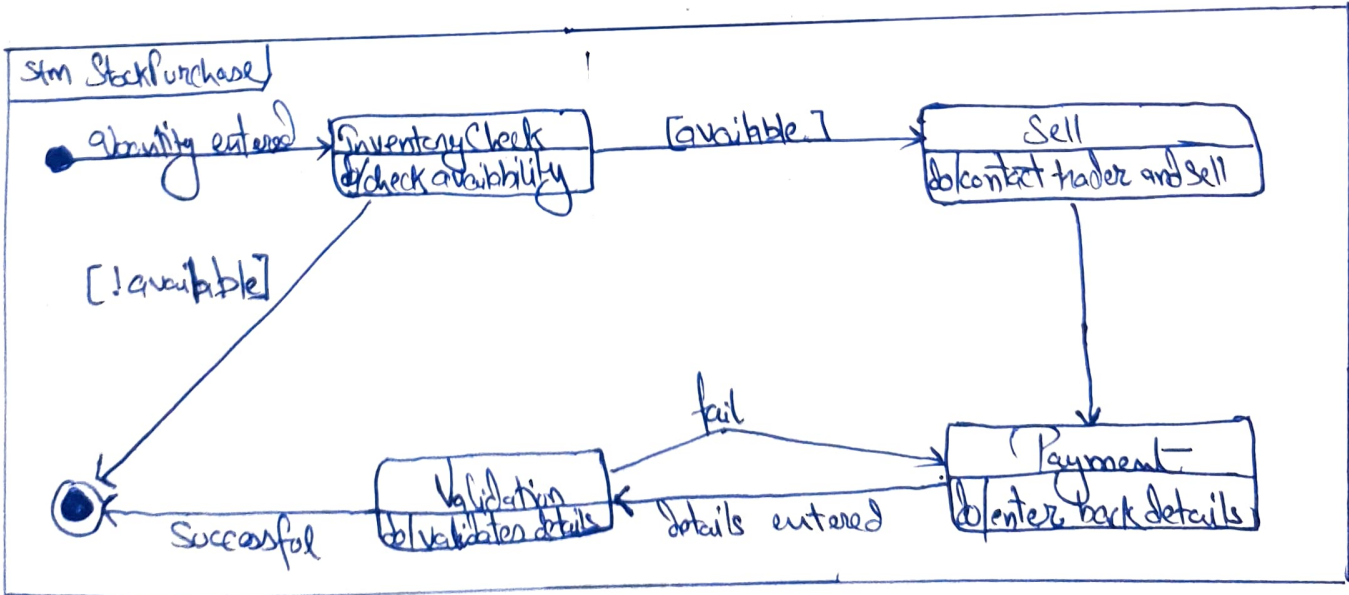 stm StockPurchase
Quantity entered
InventoryCheck
do/check availability
[available]
Sell
do/contact trader and sell
[!available]
fail
Payment
do/enter back details
Validation
do/validates details
details entered
Successful